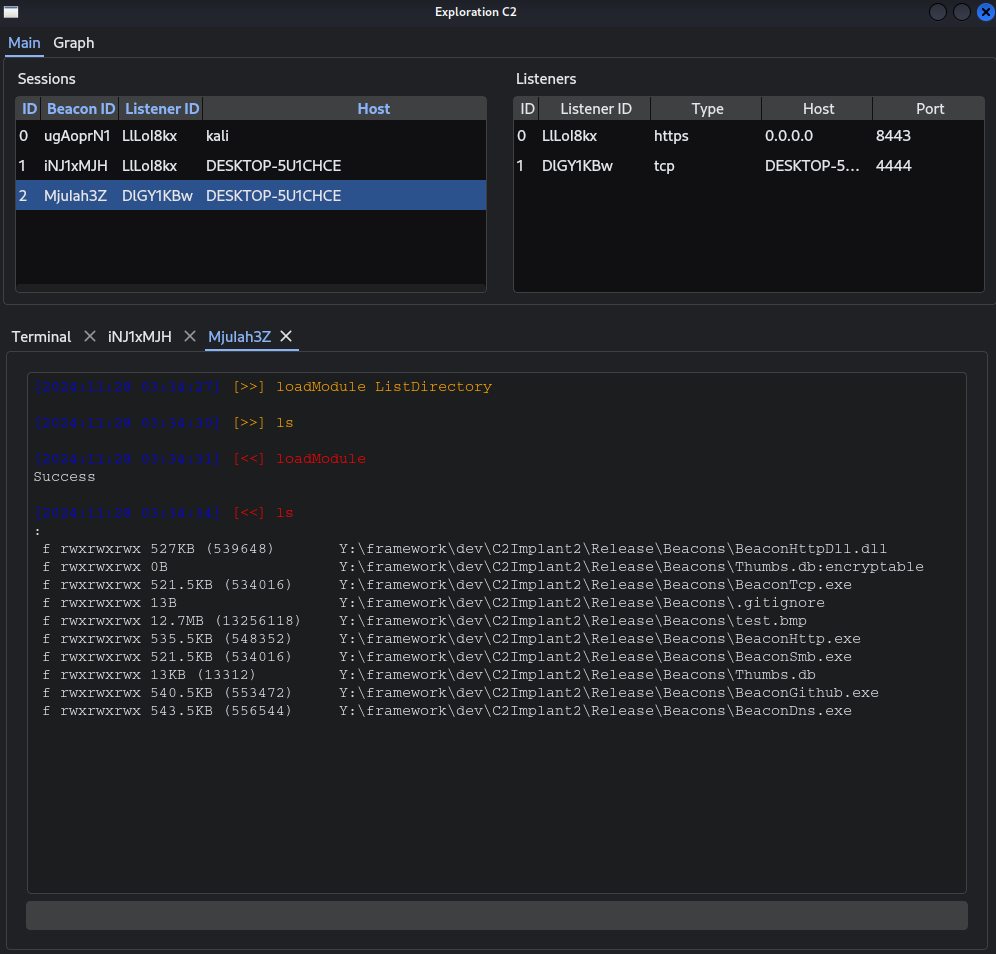 Exploration C2
Main Graph
Sessions
ID Beacon ID Listener ID Host
0 ugAoprN1 LlLoI8kx kali
1 iNJ1xMJH LlLoI8kx DESKTOP-5U1CHCE
2 MjuIah3Z DlGY1KBw DESKTOP-5U1CHCE
Listeners
ID Listener ID Type Host Port
0 LlLoI8kx https 0.0.0.0 8443
1 DlGY1KBw tcp DESKTOP-5... 4444
Terminal iNJ1xMJH MjuIah3Z
[2024:11:28 03:34:27] [>>] loadModule ListDirectory
[2024:11:28 03:34:30] [>>] ls
[2024:11:28 03:34:31] [<<] loadModule
Success
[2024:11:28 03:34:34] [<<] ls
:
f rwxrwxrwx 527KB (539648) Y:\framework\dev\C2Implant2\Release\Beacons\BeaconHttpDll.dll
f rwxrwxrwx 0B Y:\framework\dev\C2Implant2\Release\Beacons\Thumbs.db:encryptable
f rwxrwxrwx 521.5KB (534016) Y:\framework\dev\C2Implant2\Release\Beacons\BeaconTcp.exe
f rwxrwxrwx 13B Y:\framework\dev\C2Implant2\Release\Beacons\.gitignore
f rwxrwxrwx 12.7MB (13256118) Y:\framework\dev\C2Implant2\Release\Beacons\test.bmp
f rwxrwxrwx 535.5KB (548352) Y:\framework\dev\C2Implant2\Release\Beacons\BeaconHttp.exe
f rwxrwxrwx 521.5KB (534016) Y:\framework\dev\C2Implant2\Release\Beacons\BeaconSmb.exe
f rwxrwxrwx 13KB (13312) Y:\framework\dev\C2Implant2\Release\Beacons\Thumbs.db
f rwxrwxrwx 540.5KB (553472) Y:\framework\dev\C2Implant2\Release\Beacons\BeaconGithub.exe
f rwxrwxrwx 543.5KB (556544) Y:\framework\dev\C2Implant2\Release\Beacons\BeaconDns.exe